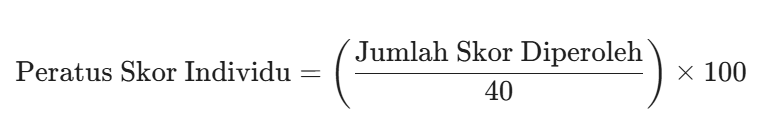 Peratus Skor Individu = (Jumlah Skor Diperoleh / 40) × 100